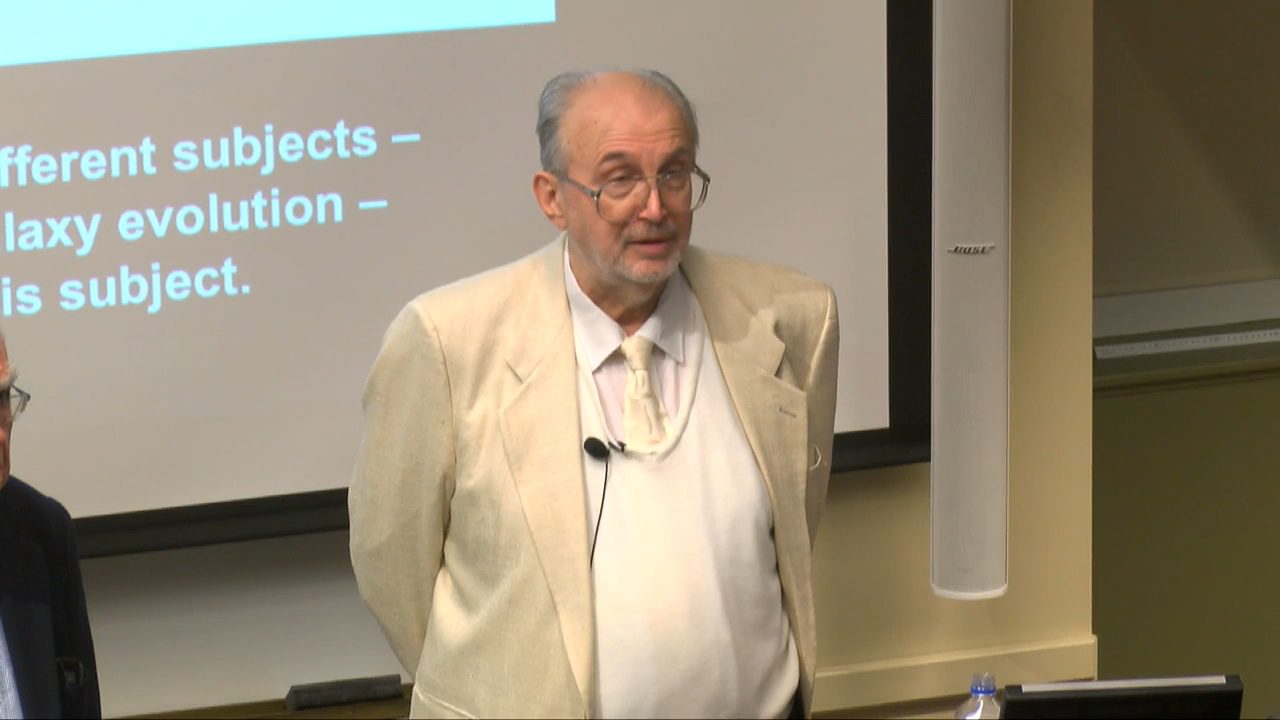 fferent subjects –
laxy evolution –
is subject.
BOSE